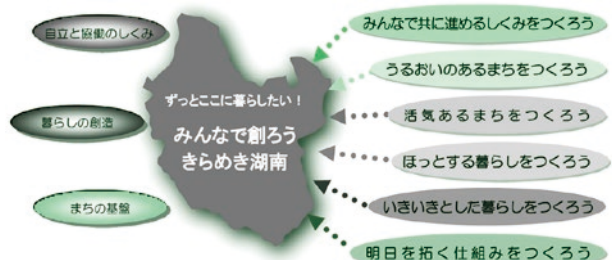 自立と協働のしくみ
暮らしの創造
まちの基盤
ずっとここに暮らしたい！
みんなで創ろう
きらめき湖南
みんなで共に進めるしくみをつくろう
うるおいのあるまちをつくろう
活気あるまちをつくろう
ほっとする暮らしをつくろう
いきいきとした暮らしをつくろう
明日を拓く仕組みをつくろう